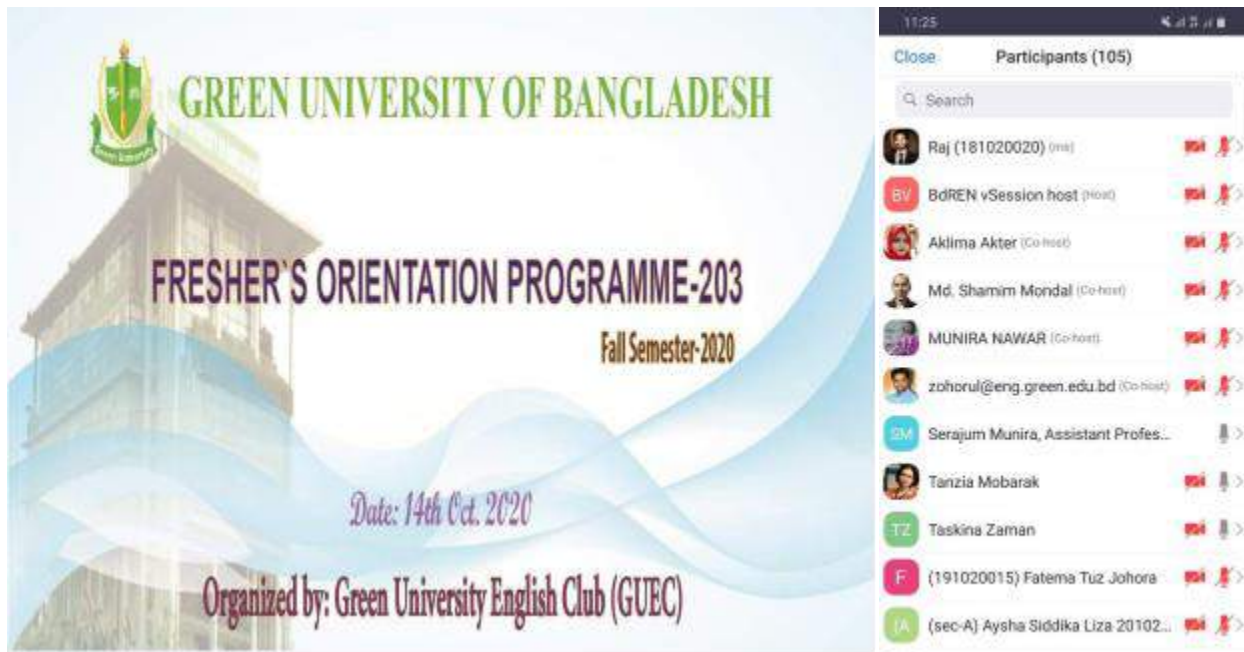 GREEN UNIVERSITY OF BANGLADESH
Green University
FRESHER`S ORIENTATION PROGRAMME-203
Fall Semester-2020
Date: 14th Oct. 2020
Organized by: Green University English Club (GUEC)
11:25
Close Participants (105)
Search
Raj (181020020) (me)
BV BdREN vSession host (Host)
Aklima Akter (Co-host)
Md. Shamim Mondal (Co-host)
MUNIRA NAWAR (Co-host)
zohorul@eng.green.edu.bd (Co-host)
SM Serajum Munira, Assistant Profes...
Tanzia Mobarak
TZ Taskina Zaman
F (191020015) Fatema Tuz Johora
(A (sec-A) Aysha Siddika Liza 20102...